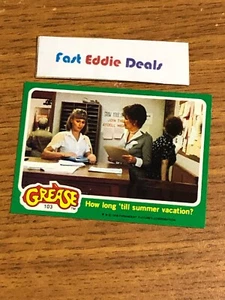 Fast Eddie Deals
GREASE
103
How long 'till summer vacation?